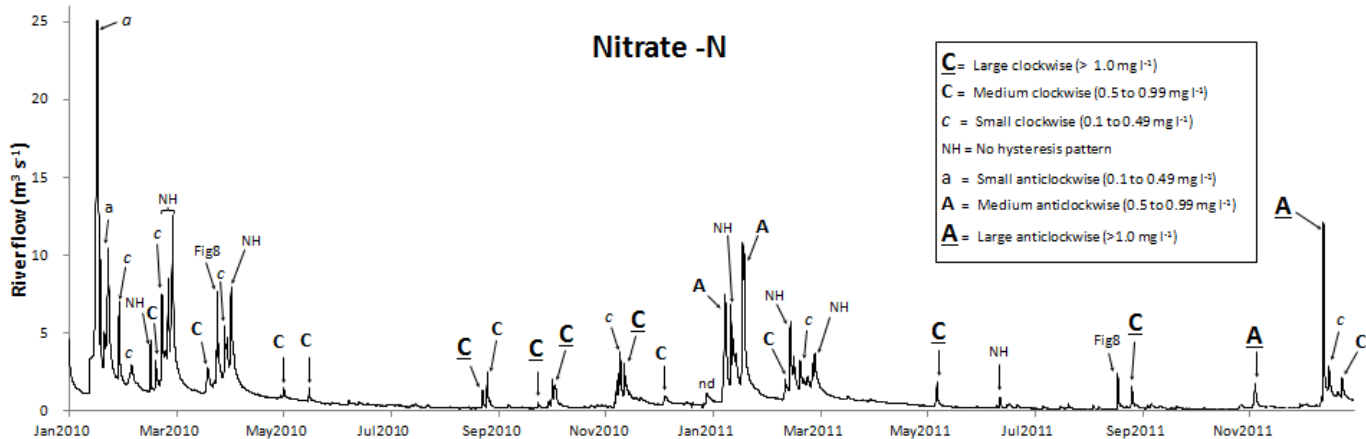 Nitrate -N
Riverflow (m³ s⁻¹)
25
20
15
10
5
0
Jan2010
Mar2010
May2010
Jul2010
Sep2010
Nov2010
Jan2011
Mar2011
May2011
Jul2011
Sep2011
Nov2011
C = Large clockwise (> 1.0 mg l⁻¹)
C = Medium clockwise (0.5 to 0.99 mg l⁻¹)
c = Small clockwise (0.1 to 0.49 mg l⁻¹)
NH = No hysteresis pattern
a = Small anticlockwise (0.1 to 0.49 mg l⁻¹)
A = Medium anticlockwise (0.5 to 0.99 mg l⁻¹)
A = Large anticlockwise (>1.0 mg l⁻¹)
a
a
c
c
NH
C
c
NH
C
Fig8
c
NH
C
C
C
C
C
C
c
C
C
nd
A
NH
A
C
NH
c
NH
C
NH
Fig8
C
A
A
c
C